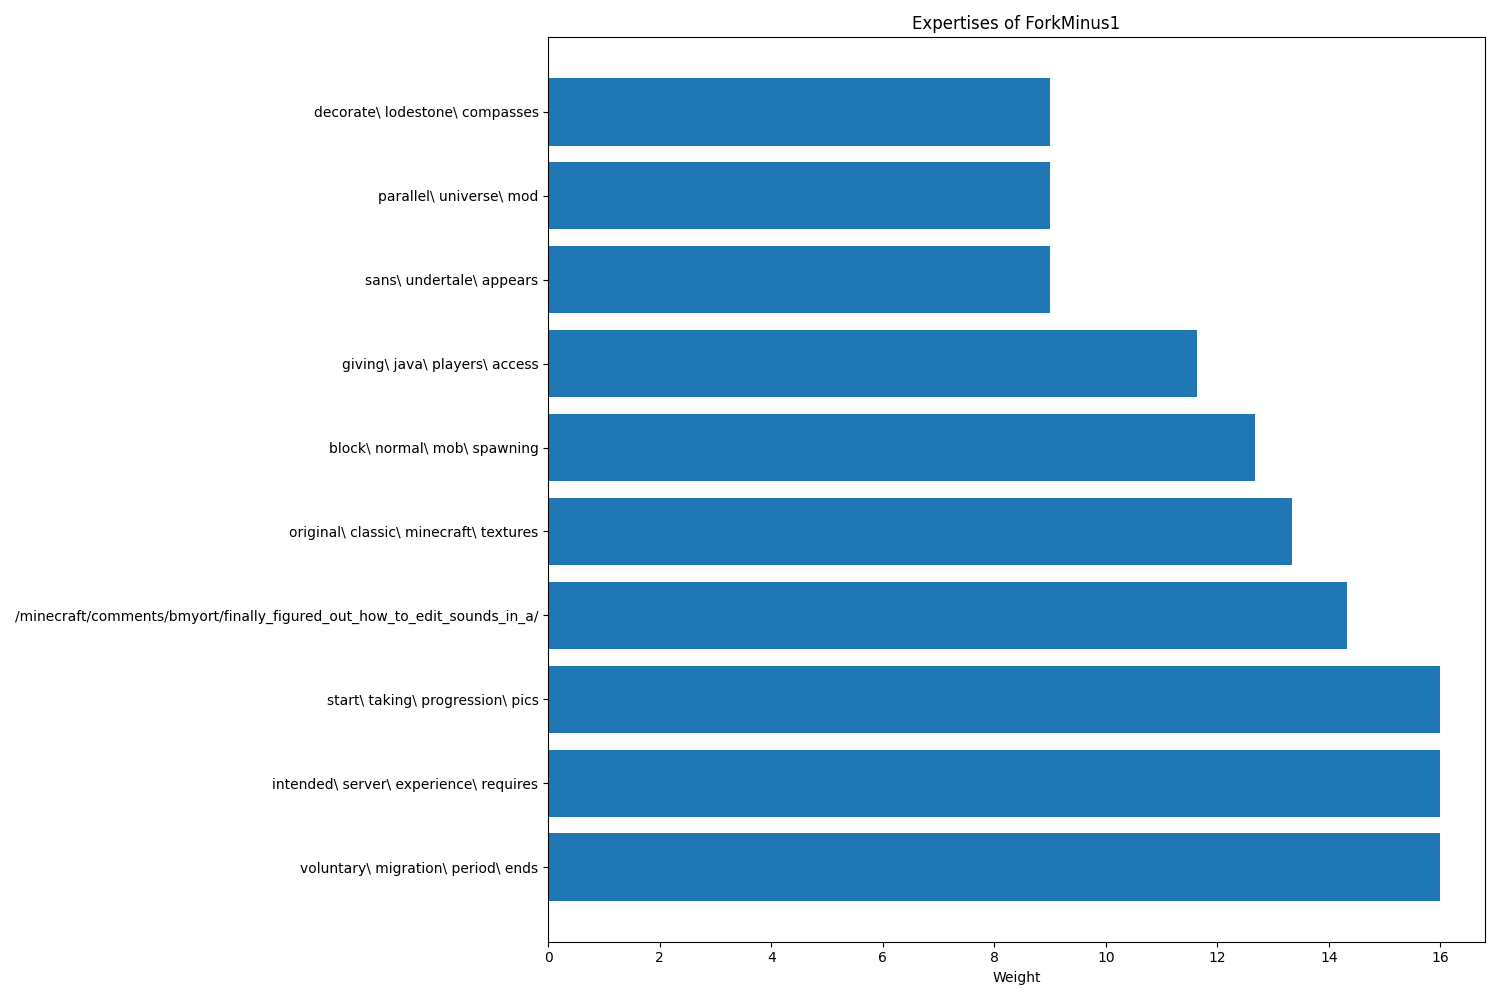 Expertises of ForkMinus1
decorate\ lodestone\ compasses
parallel\ universe\ mod
sans\ undertale\ appears
giving\ java\ players\ access
block\ normal\ mob\ spawning
original\ classic\ minecraft\ textures
/minecraft/comments/bmyort/finally_figured_out_how_to_edit_sounds_in_a/
start\ taking\ progression\ pics
intended\ server\ experience\ requires
voluntary\ migration\ period\ ends
0 2 4 6 8 10 12 14 16
Weight